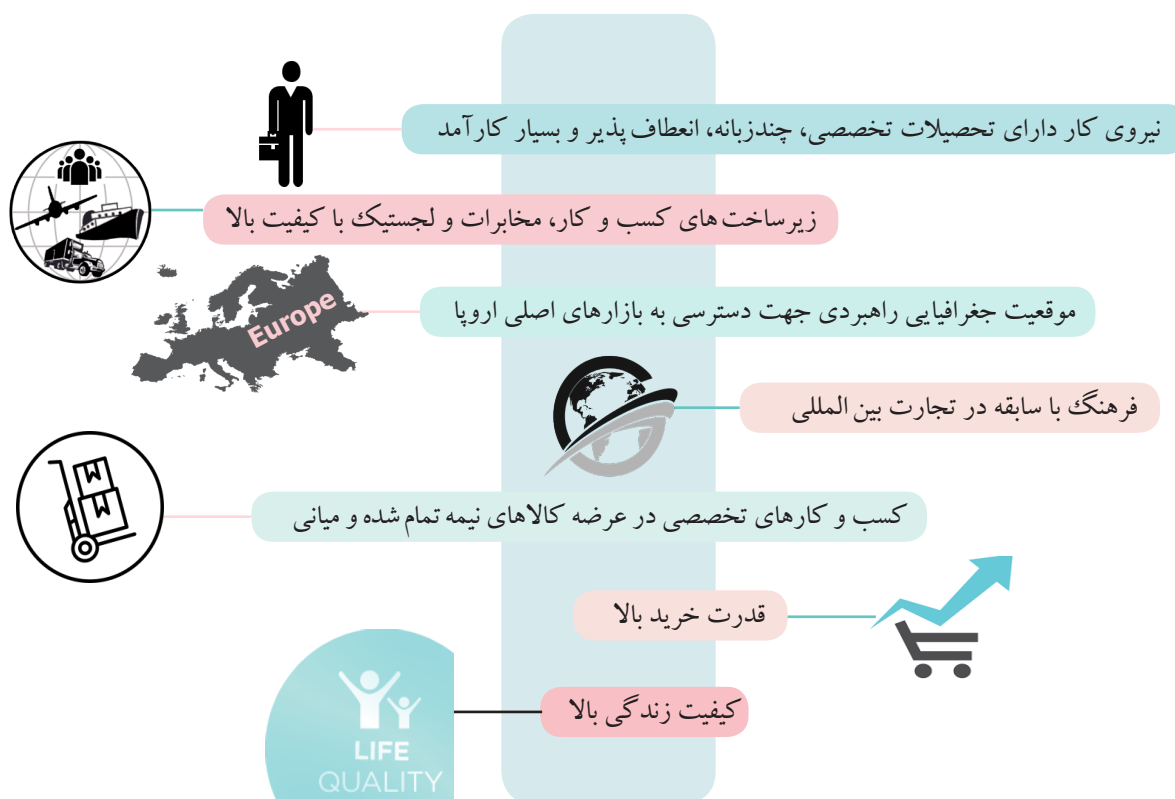 نیروی کار دارای تحصیلات تخصصی، چندزبانه، انعطاف پذیر و بسیار کارآمد
زیرساخت های کسب و کار، مخابرات و لجستیک با کیفیت بالا
Europe
موقعیت جغرافیایی راهبردی جهت دسترسی به بازارهای اصلی اروپا
فرهنگ با سابقه در تجارت بین المللی
کسب و کارهای تخصصی در عرضه کالاهای نیمه تمام شده و میانی
قدرت خرید بالا
کیفیت زندگی بالا
LIFE
QUALITY